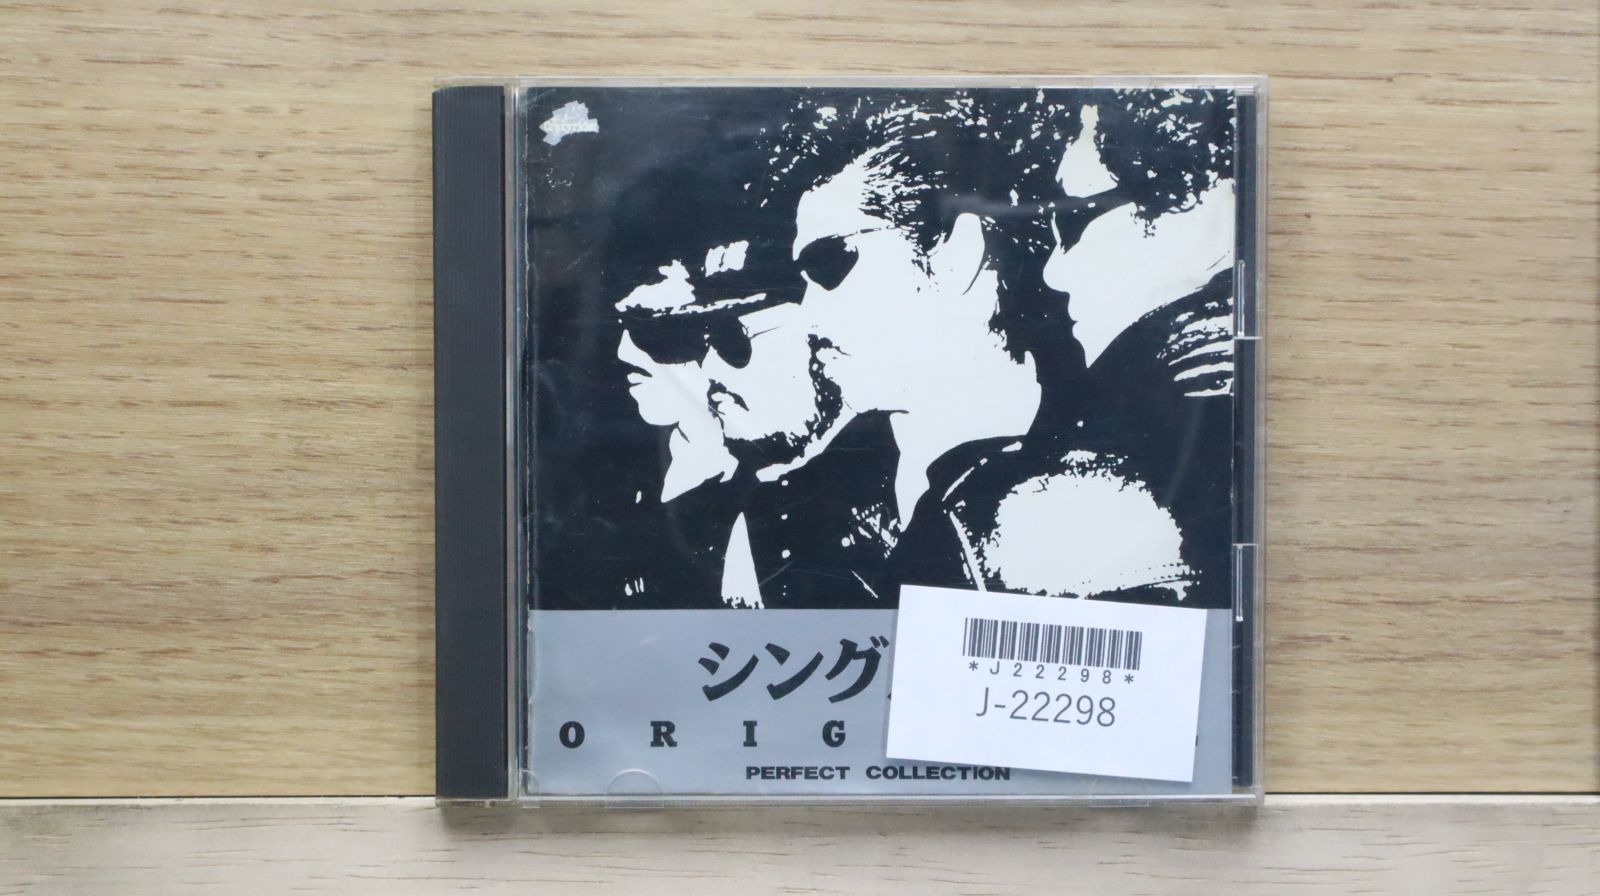 シング
ORIG
PERFECT COLLECTION
*J22298*
J-22298